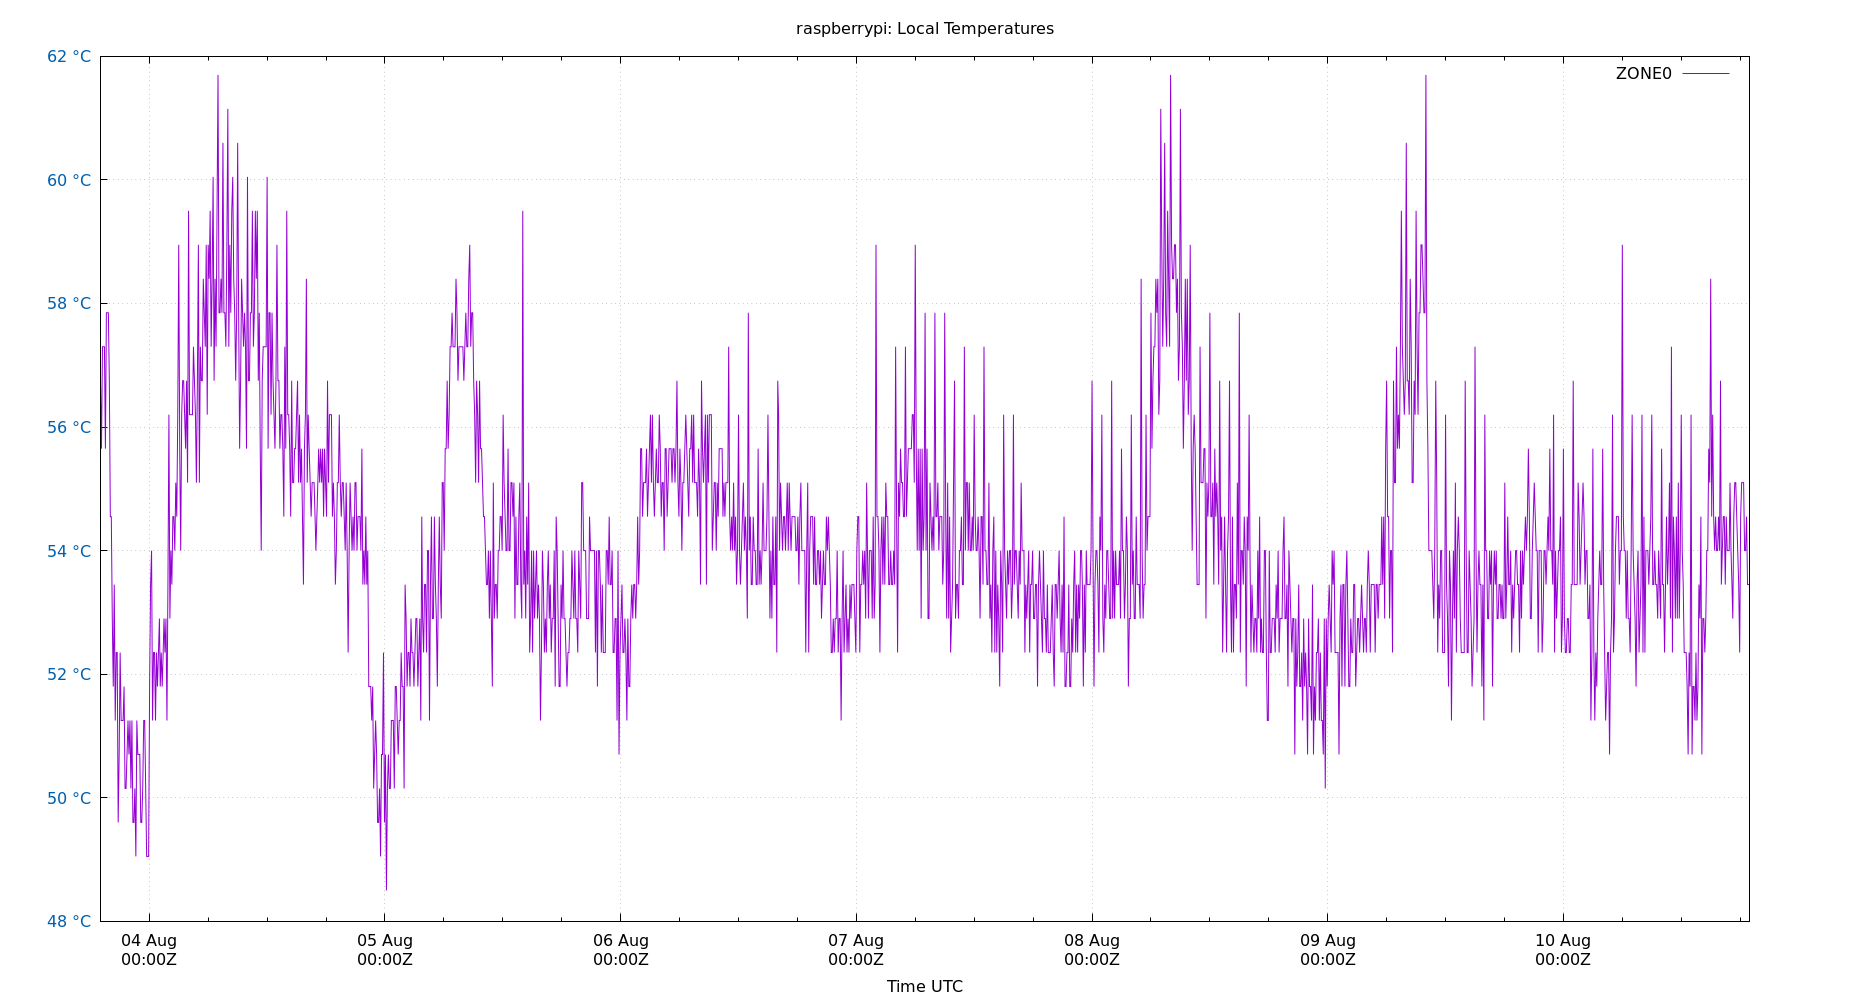 raspberrypi: Local Temperatures
62 °C
ZONE0
60 °C
58 °C
56 °C
54 °C
52 °C
50 °C
48 °C
04 Aug 05 Aug 06 Aug 07 Aug 08 Aug 09 Aug 10 Aug
00:00Z 00:00Z 00:00Z 00:00Z 00:00Z 00:00Z 00:00Z
Time UTC